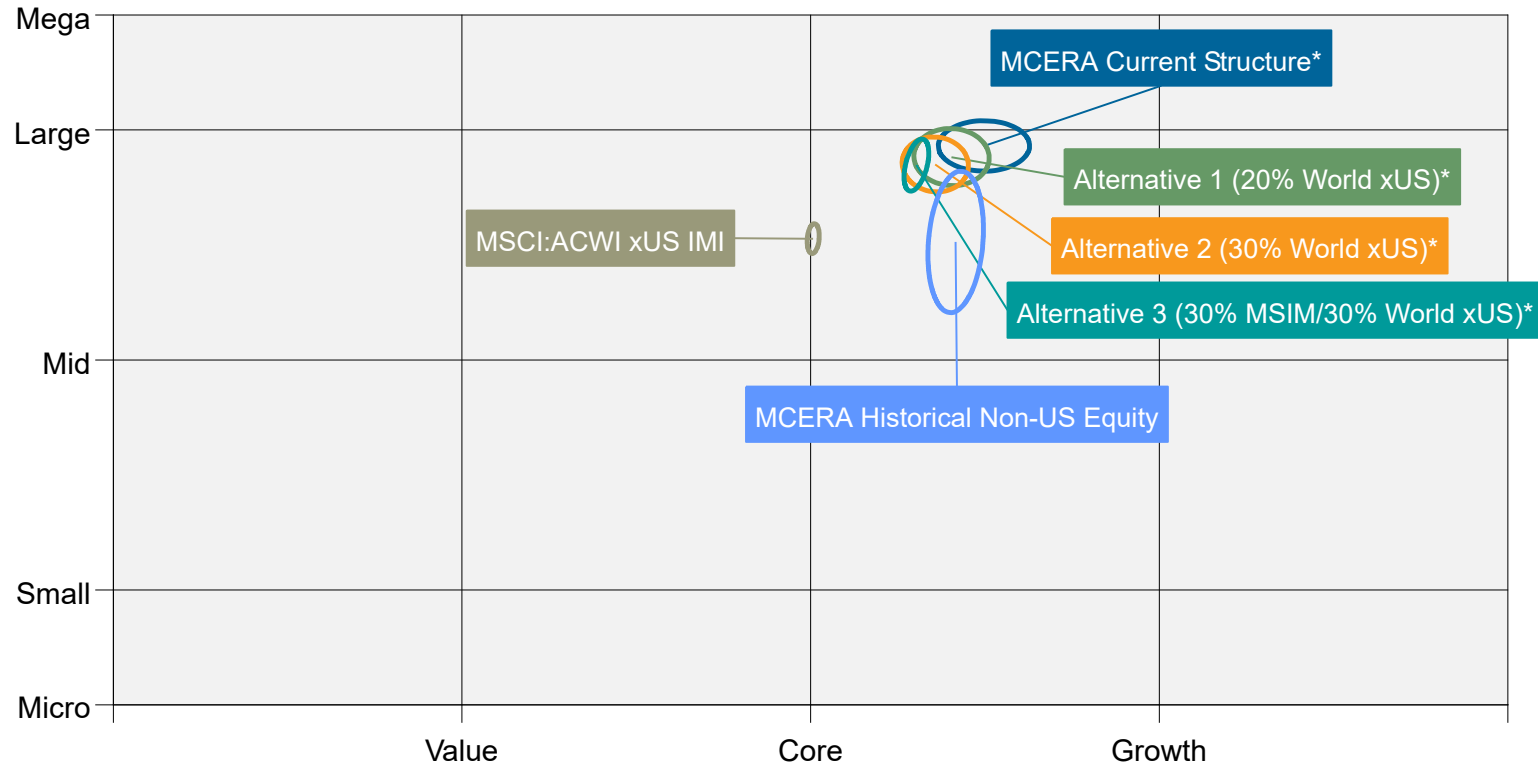 Mega
MCERA Current Structure*
Large
Alternative 1 (20% World xUS)*
MSCI:ACWI xUS IMI
Alternative 2 (30% World xUS)*
Alternative 3 (30% MSIM/30% World xUS)*
Mid
MCERA Historical Non-US Equity
Small
Micro
Value
Core
Growth